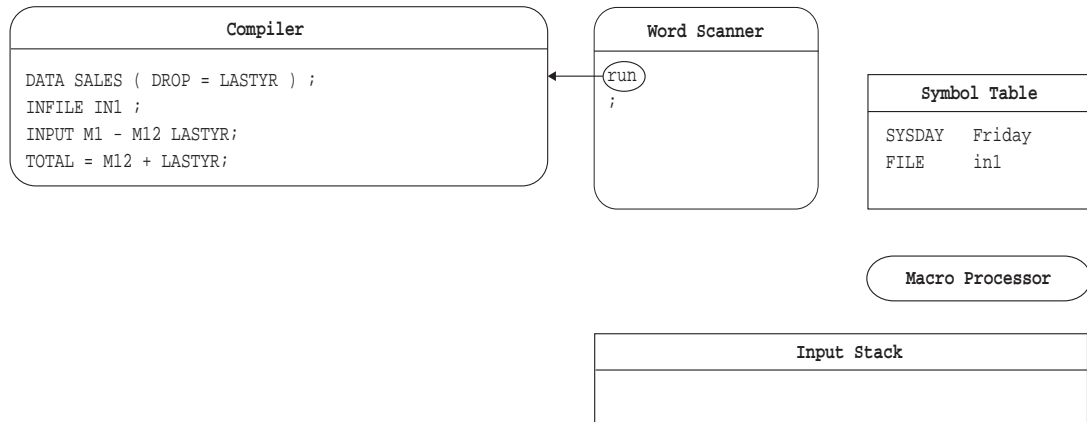 Compiler
DATA SALES ( DROP = LASTYR ) ;
INFILE IN1 ;
INPUT M1 - M12 LASTYR;
TOTAL = M12 + LASTYR;
Word Scanner
run
;
Symbol Table
SYSDAY Friday
FILE in1
Macro Processor
Input Stack